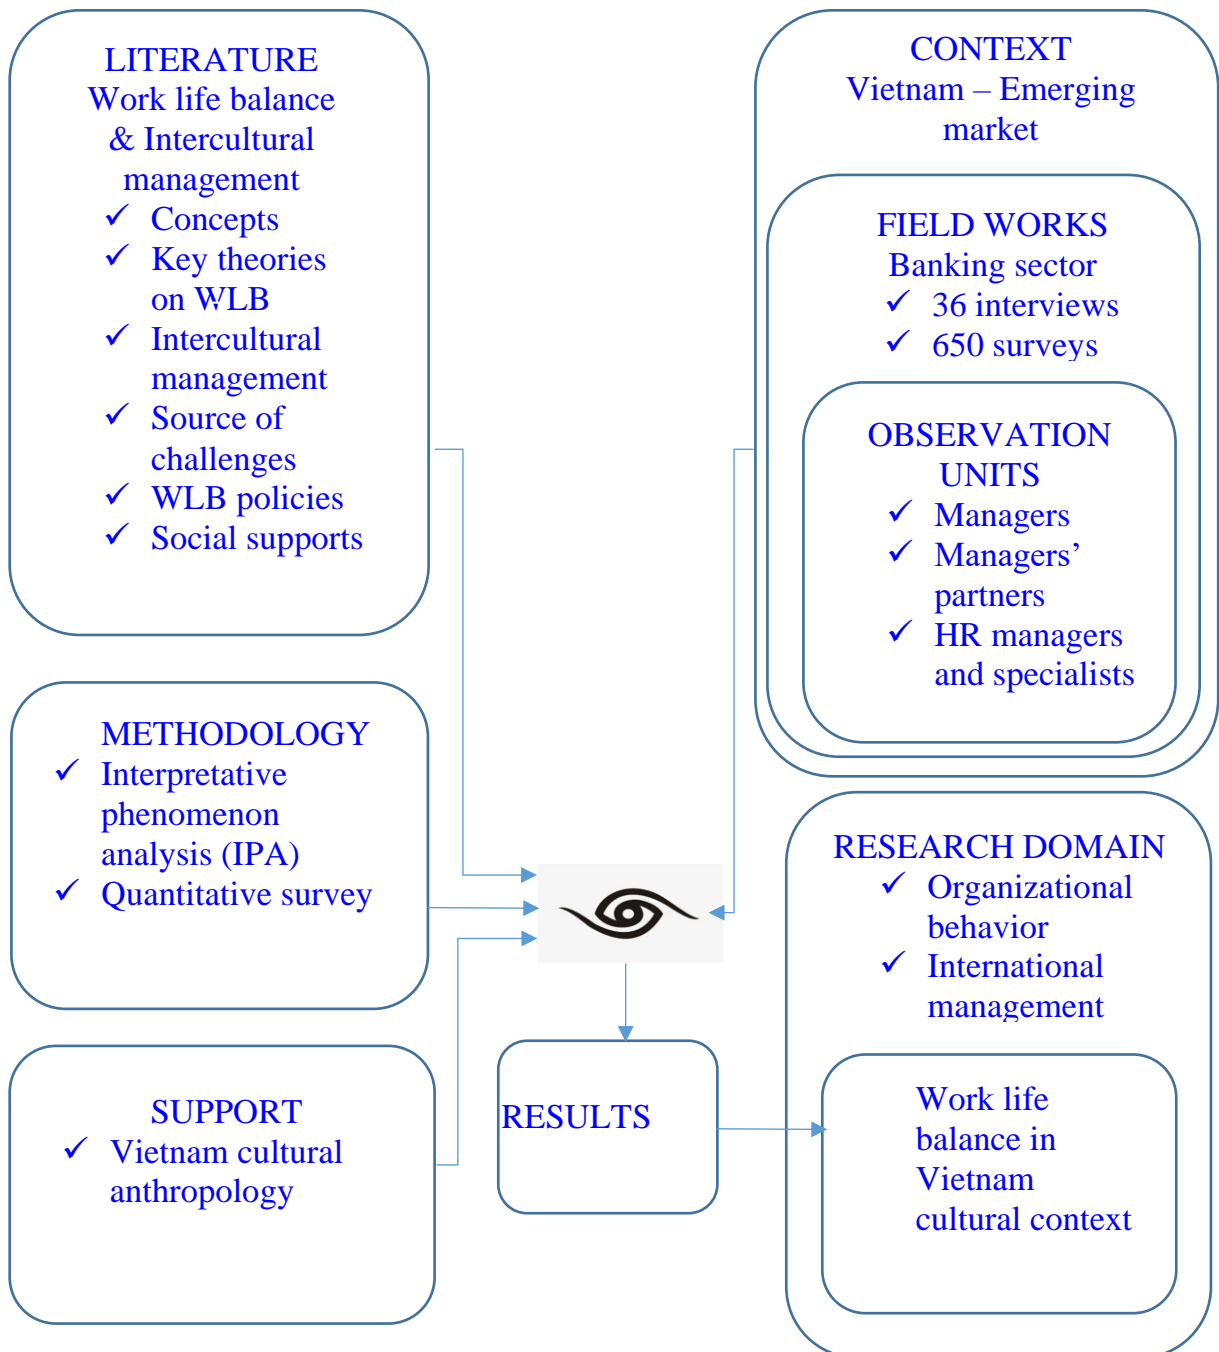 LITERATURE
Work life balance
& Intercultural
management
✓ Concepts
✓ Key theories
on WLB
✓ Intercultural
management
✓ Source of
challenges
✓ WLB policies
✓ Social supports
METHODOLOGY
✓ Interpretative
phenomenon
analysis (IPA)
✓ Quantitative survey
SUPPORT
✓ Vietnam cultural
anthropology
CONTEXT
Vietnam – Emerging
market
FIELD WORKS
Banking sector
✓ 36 interviews
✓ 650 surveys
OBSERVATION
UNITS
✓ Managers
✓ Managers’
partners
✓ HR managers
and specialists
RESULTS
RESEARCH DOMAIN
✓ Organizational
behavior
✓ International
management
Work life
balance in
Vietnam
cultural context